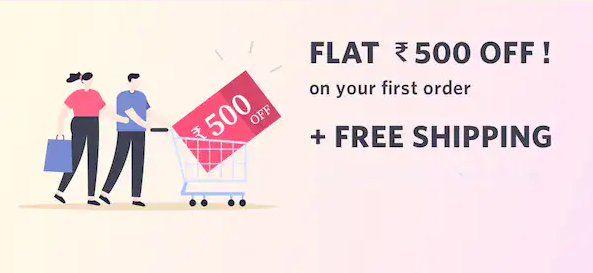 FLAT ₹500 OFF !
on your first order
+ FREE SHIPPING
₹500
OFF